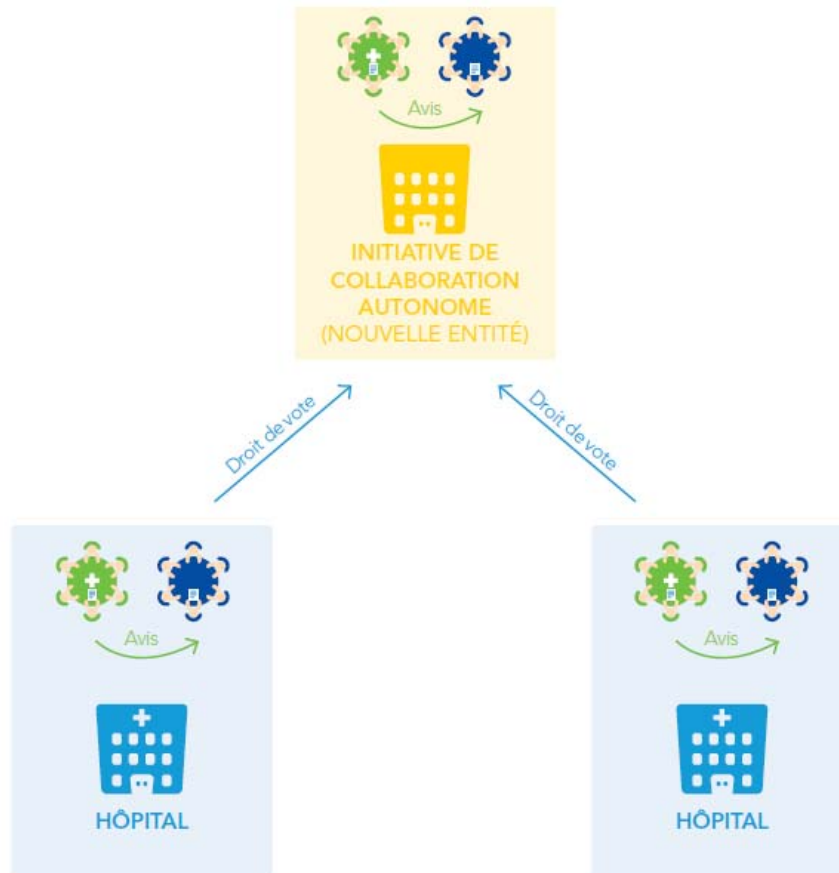 Avis
INITIATIVE DE
COLLABORATION
AUTONOME
(NOUVELLE ENTITÉ)
Droit de vote
Droit de vote
Avis
HÔPITAL
Avis
HÔPITAL